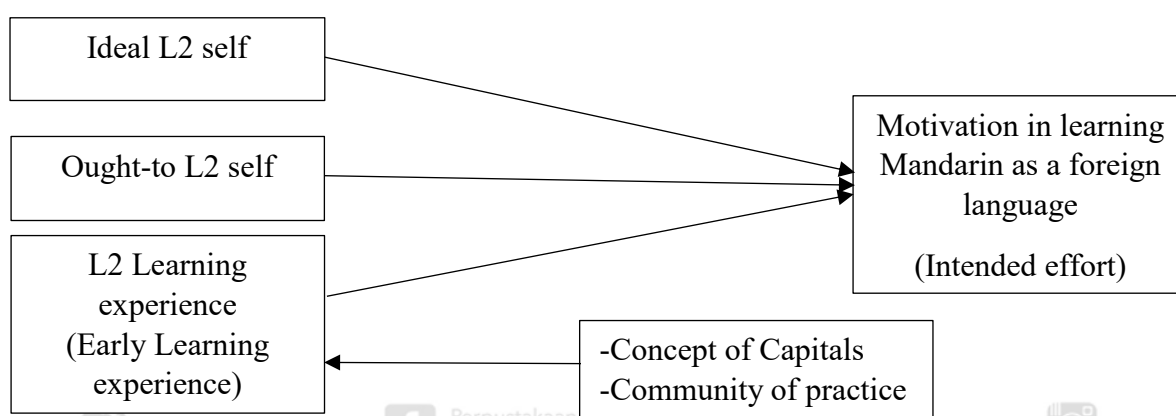 Ideal L2 self
Ought-to L2 self
L2 Learning
experience
(Early Learning
experience)
Motivation in learning
Mandarin as a foreign
language
(Intended effort)
-Concept of Capitals
-Community of practice
Perpustakaan